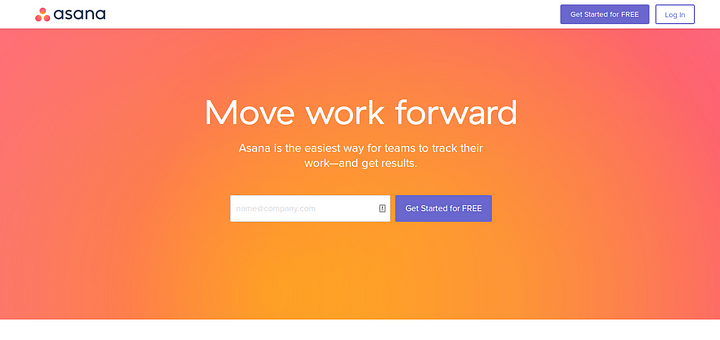 asana
Get Started for FREE
Log In
Move work forward
Asana is the easiest way for teams to track their
work—and get results.
name@company.com
Get Started for FREE